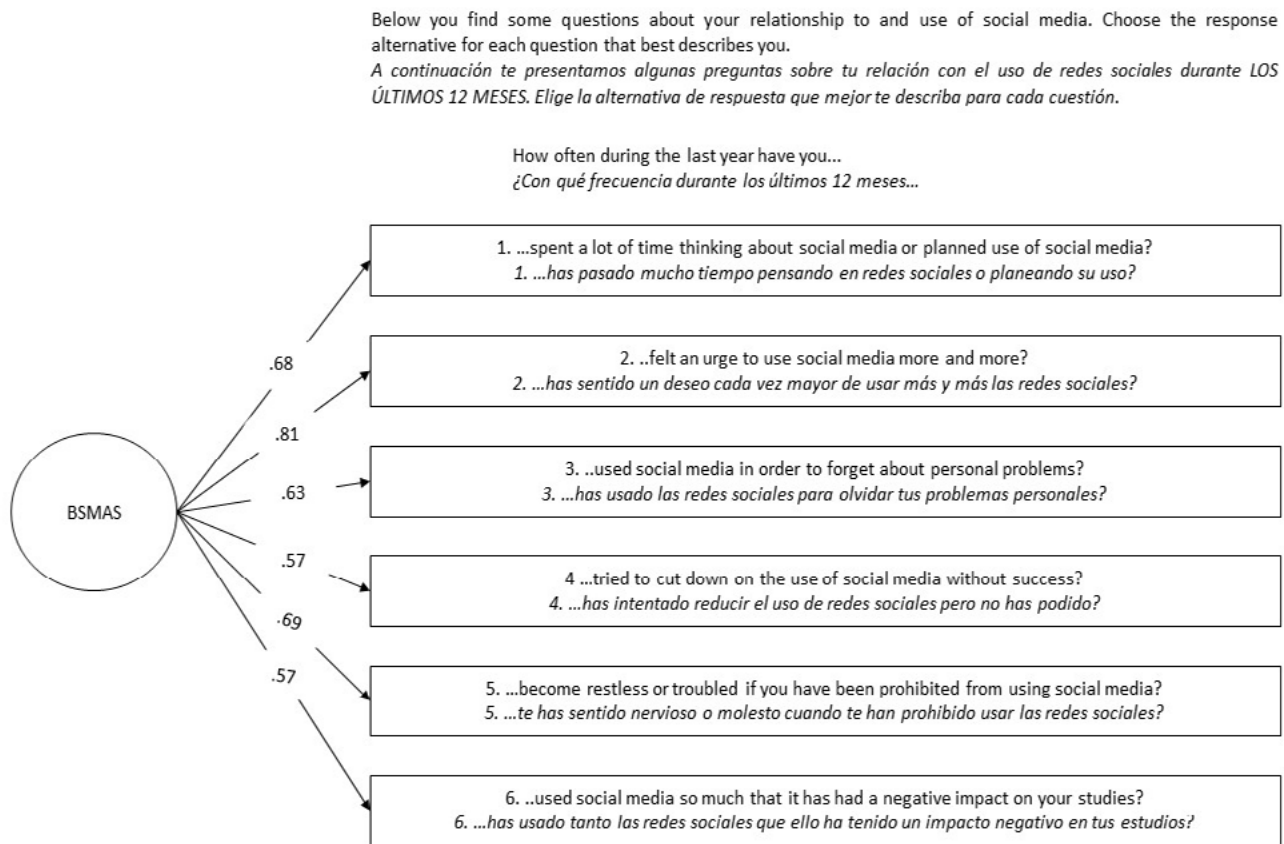 Below you find some questions about your relationship to and use of social media. Choose the response
alternative for each question that best describes you.
A continuación te presentamos algunas preguntas sobre tu relación con el uso de redes sociales durante LOS
ÚLTIMOS 12 MESES. Elige la alternativa de respuesta que mejor te describa para cada cuestión.
How often during the last year have you...
¿Con qué frecuencia durante los últimos 12 meses...
1. ...spent a lot of time thinking about social media or planned use of social media?
1. ...has pasado mucho tiempo pensando en redes sociales o planeando su uso?
.68
2. ..felt an urge to use social media more and more?
2. ...has sentido un deseo cada vez mayor de usar más y más las redes sociales?
.81
3. ..used social media in order to forget about personal problems?
3. ...has usado las redes sociales para olvidar tus problemas personales?
.63
BSMAS
4 ...tried to cut down on the use of social media without success?
4. ...has intentado reducir el uso de redes sociales pero no has podido?
.57
.69
5. ...become restless or troubled if you have been prohibited from using social media?
5. ...te has sentido nervioso o molesto cuando te han prohibido usar las redes sociales?
.57
6. ..used social media so much that it has had a negative impact on your studies?
6. ...has usado tanto las redes sociales que ello ha tenido un impacto negativo en tus estudios?